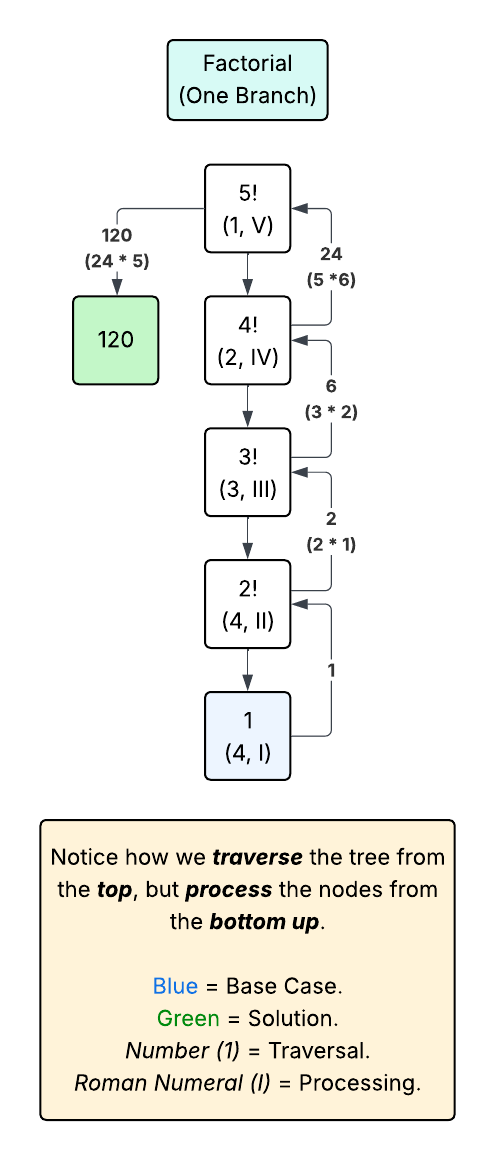 Factorial
(One Branch)
5!
(1, V)
120
(24 * 5)
24
(5 *6)
120
4!
(2, IV)
6
(3 * 2)
3!
(3, III)
2
(2 * 1)
2!
(4, II)
1
1
(4, I)
Notice how we traverse the tree from
the top, but process the nodes from
the bottom up.
Blue = Base Case.
Green = Solution.
Number (1) = Traversal.
Roman Numeral (I) = Processing.